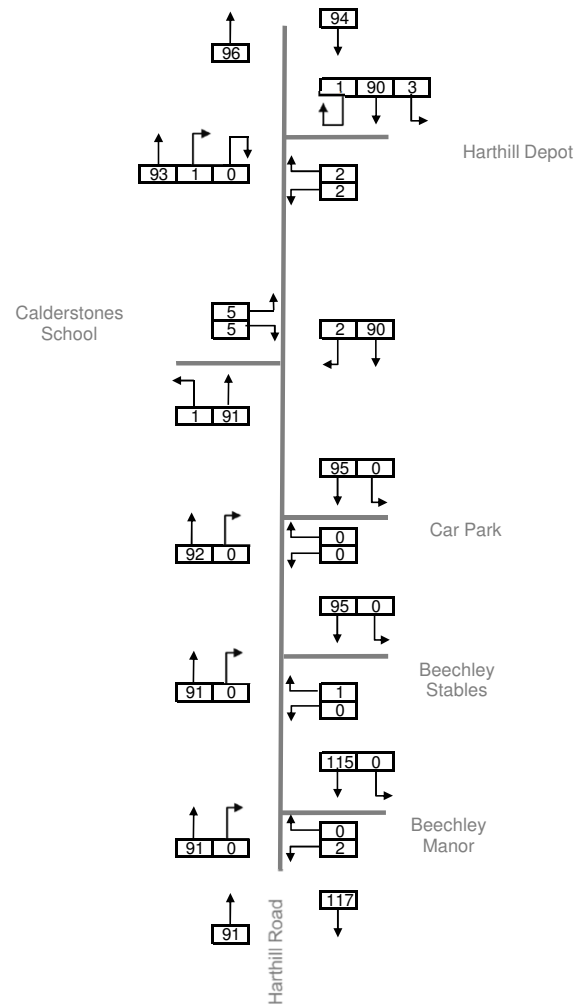 94
96
1 90 3
Harthill Depot
93 1 0
2
2
Calderstones
School
5
5
2 90
1 91
95 0
Car Park
92 0
0
0
95 0
Beechley
Stables
91 0
1
0
115 0
Beechley
Manor
91 0
0
2
117
91
Harthill Road